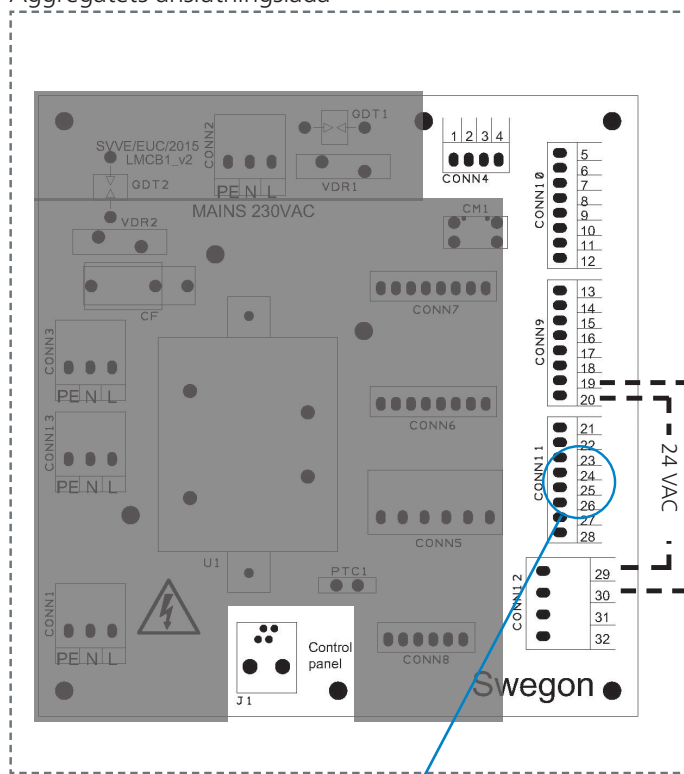 Aggregatets anslutningslåda
GDT1
CONN2
SVVE/EUC/2015
LMCB1_v2
1 2 3 4
CONN4
GDT2
PE N L
VDR1
MAINS 230VAC
CM1
VDR2
CF
CONN7
CONN10
5
6
7
8
9
10
11
12
CONN9
13
14
15
16
17
18
19
20
CONN3
PE N L
CONN6
CONN13
PE N L
CONN11
21
22
23
24
25
26
27
28
24 VAC
CONN5
U1
PTC1
CONN12
29
30
31
32
CONN1
PE N L
Control
panel
J1
CONN8
Swegon